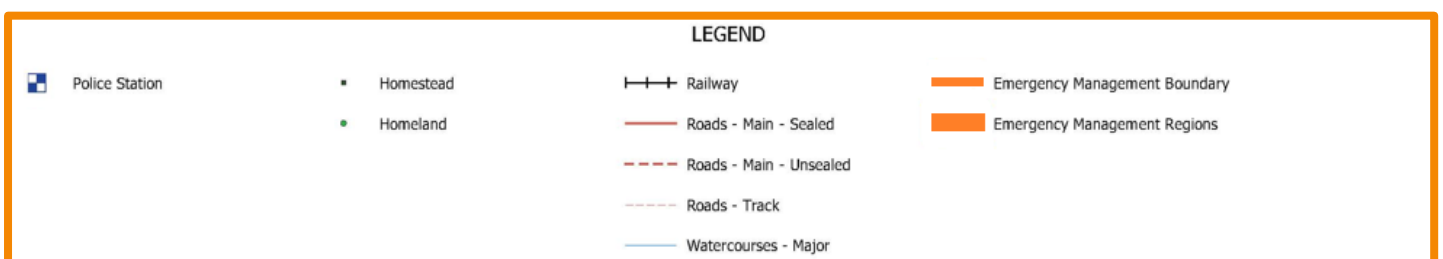 LEGEND
Police Station
Homestead
Homeland
Railway
Roads - Main - Sealed
Roads - Main - Unsealed
Roads - Track
Watercourses - Major
Emergency Management Boundary
Emergency Management Regions